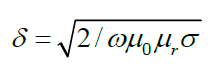 δ = √2/ωμ₀μᵣσ